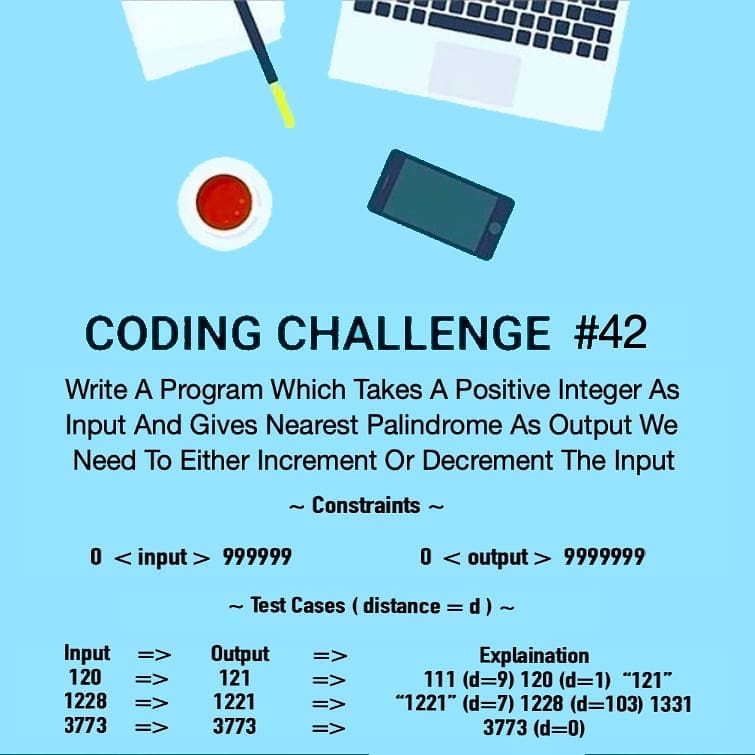 CODING CHALLENGE #42
Write A Program Which Takes A Positive Integer As
Input And Gives Nearest Palindrome As Output We
Need To Either Increment Or Decrement The Input
~ Constraints ~
0 < input > 999999 0 < output > 9999999
~ Test Cases ( distance = d ) ~
Input => Output => Explaination
120 => 121 => 111 (d=9) 120 (d=1) “121”
1228 => 1221 => “1221” (d=7) 1228 (d=103) 1331
3773 => 3773 => 3773 (d=0)